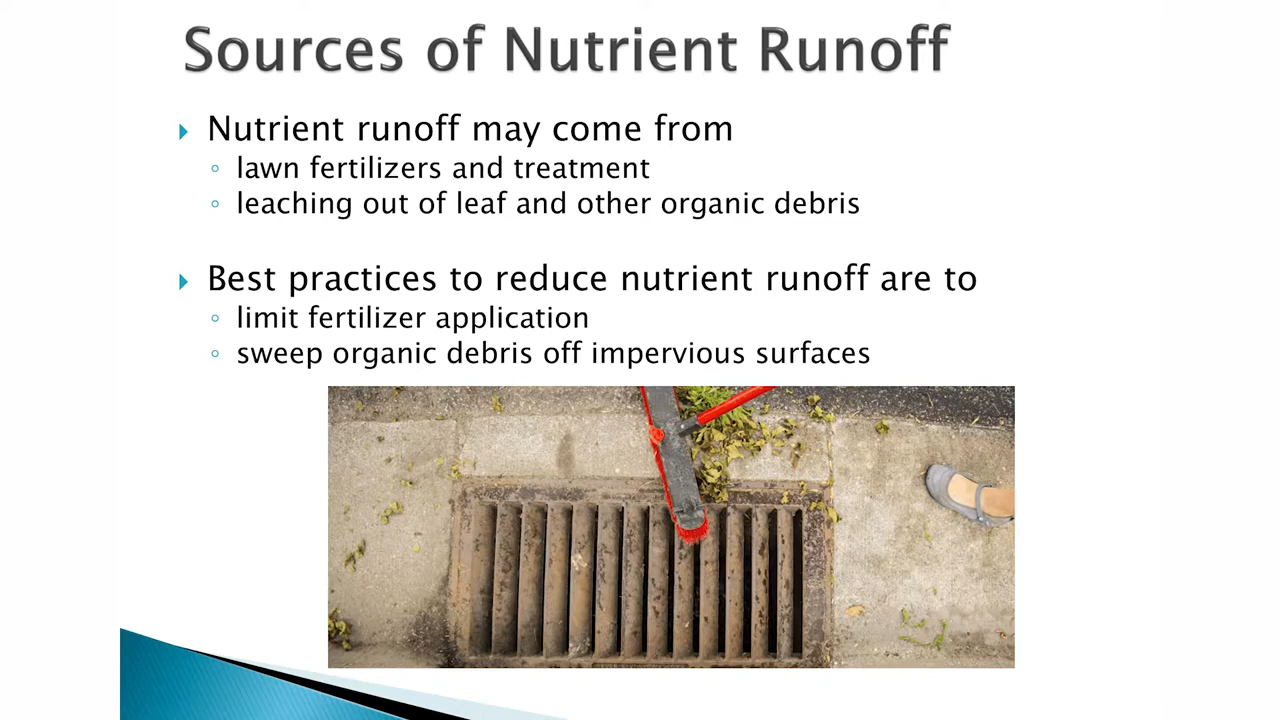 Sources of Nutrient Runoff
Nutrient runoff may come from
lawn fertilizers and treatment
leaching out of leaf and other organic debris
Best practices to reduce nutrient runoff are to
limit fertilizer application
sweep organic debris off impervious surfaces